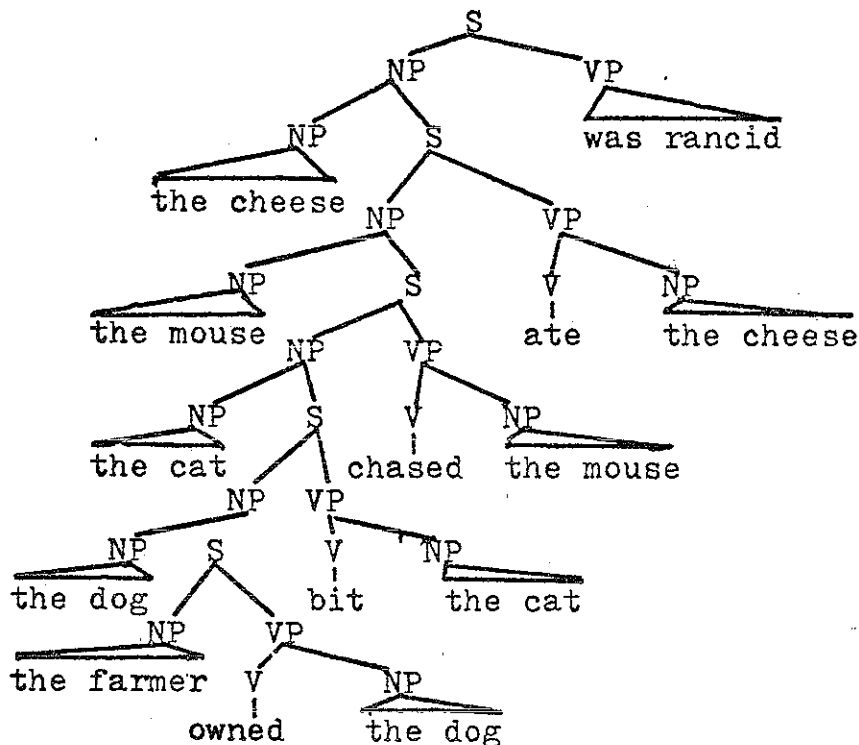 S
NP VP
NP S was rancid
the cheese
NP VP
NP S V NP
the mouse ate the cheese
NP VP
NP S V NP
the cat chased the mouse
NP VP
NP S V NP
the dog bit the cat
NP VP
the farmer V NP
owned the dog